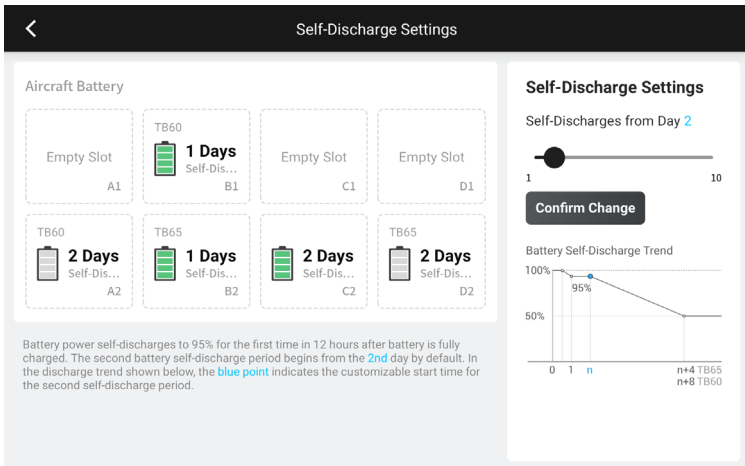 Self-Discharge Settings
Aircraft Battery
Empty Slot
A1
TB60
1 Days
Self-Dis...
B1
Empty Slot
C1
Empty Slot
D1
TB60
2 Days
Self-Dis...
A2
TB65
1 Days
Self-Dis...
B2
2 Days
Self-Dis...
C2
TB65
2 Days
Self-Dis...
D2
Battery power self-discharges to 95% for the first time in 12 hours after battery is fully
charged. The second battery self-discharge period begins from the 2nd day by default. In
the discharge trend shown below, the blue point indicates the customizable start time for
the second self-discharge period.
Self-Discharge Settings
Self-Discharges from Day 2
1 10
Confirm Change
Battery Self-Discharge Trend
100%
95%
50%
0 1 n n+4 TB65
n+8 TB60